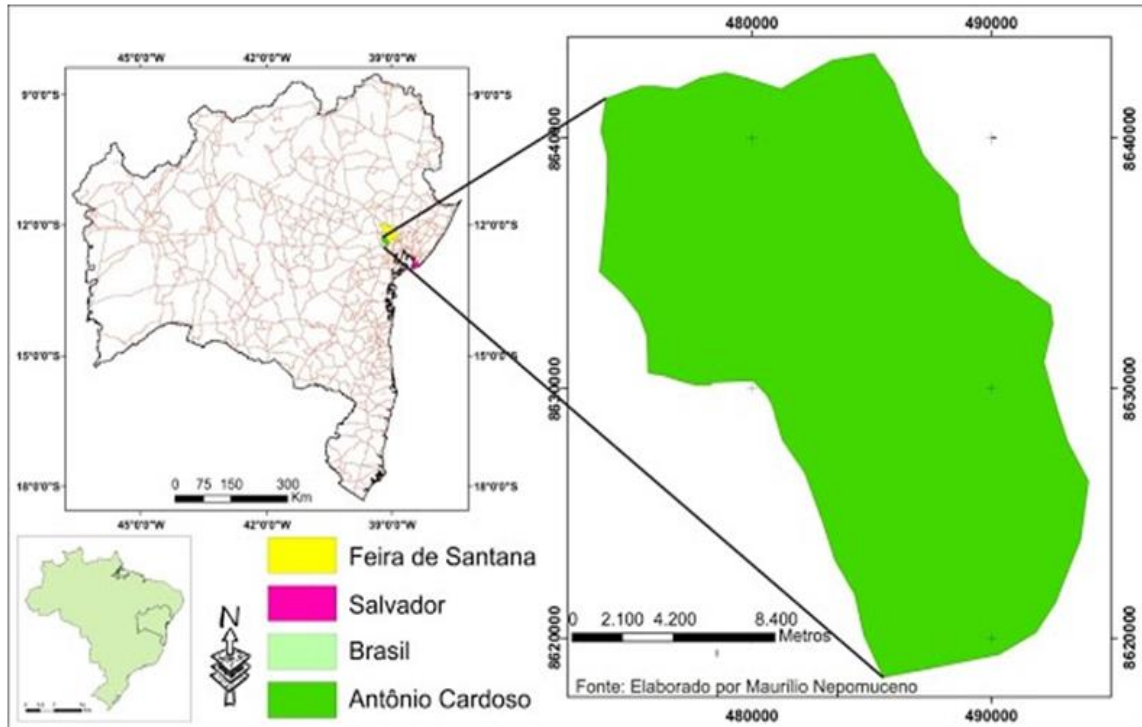 45°0'0"W 42°0'0"W 39°0'0"W
9°0'0"S 9°0'0"S
12°0'0"S 12°0'0"S
15°0'0"S 15°0'0"S
18°0'0"S 18°0'0"S
0 75 150 300
Km
45°0'0"W 42°0'0"W 39°0'0"W
480000 490000
8640000 8640000
8630000 8630000
8620000 8620000
0 2.100 4.200 8.400
Metros
Fonte: Elaborado por Maurílio Nepomuceno
480000 490000
N
Feira de Santana
Salvador
Brasil
Antônio Cardoso